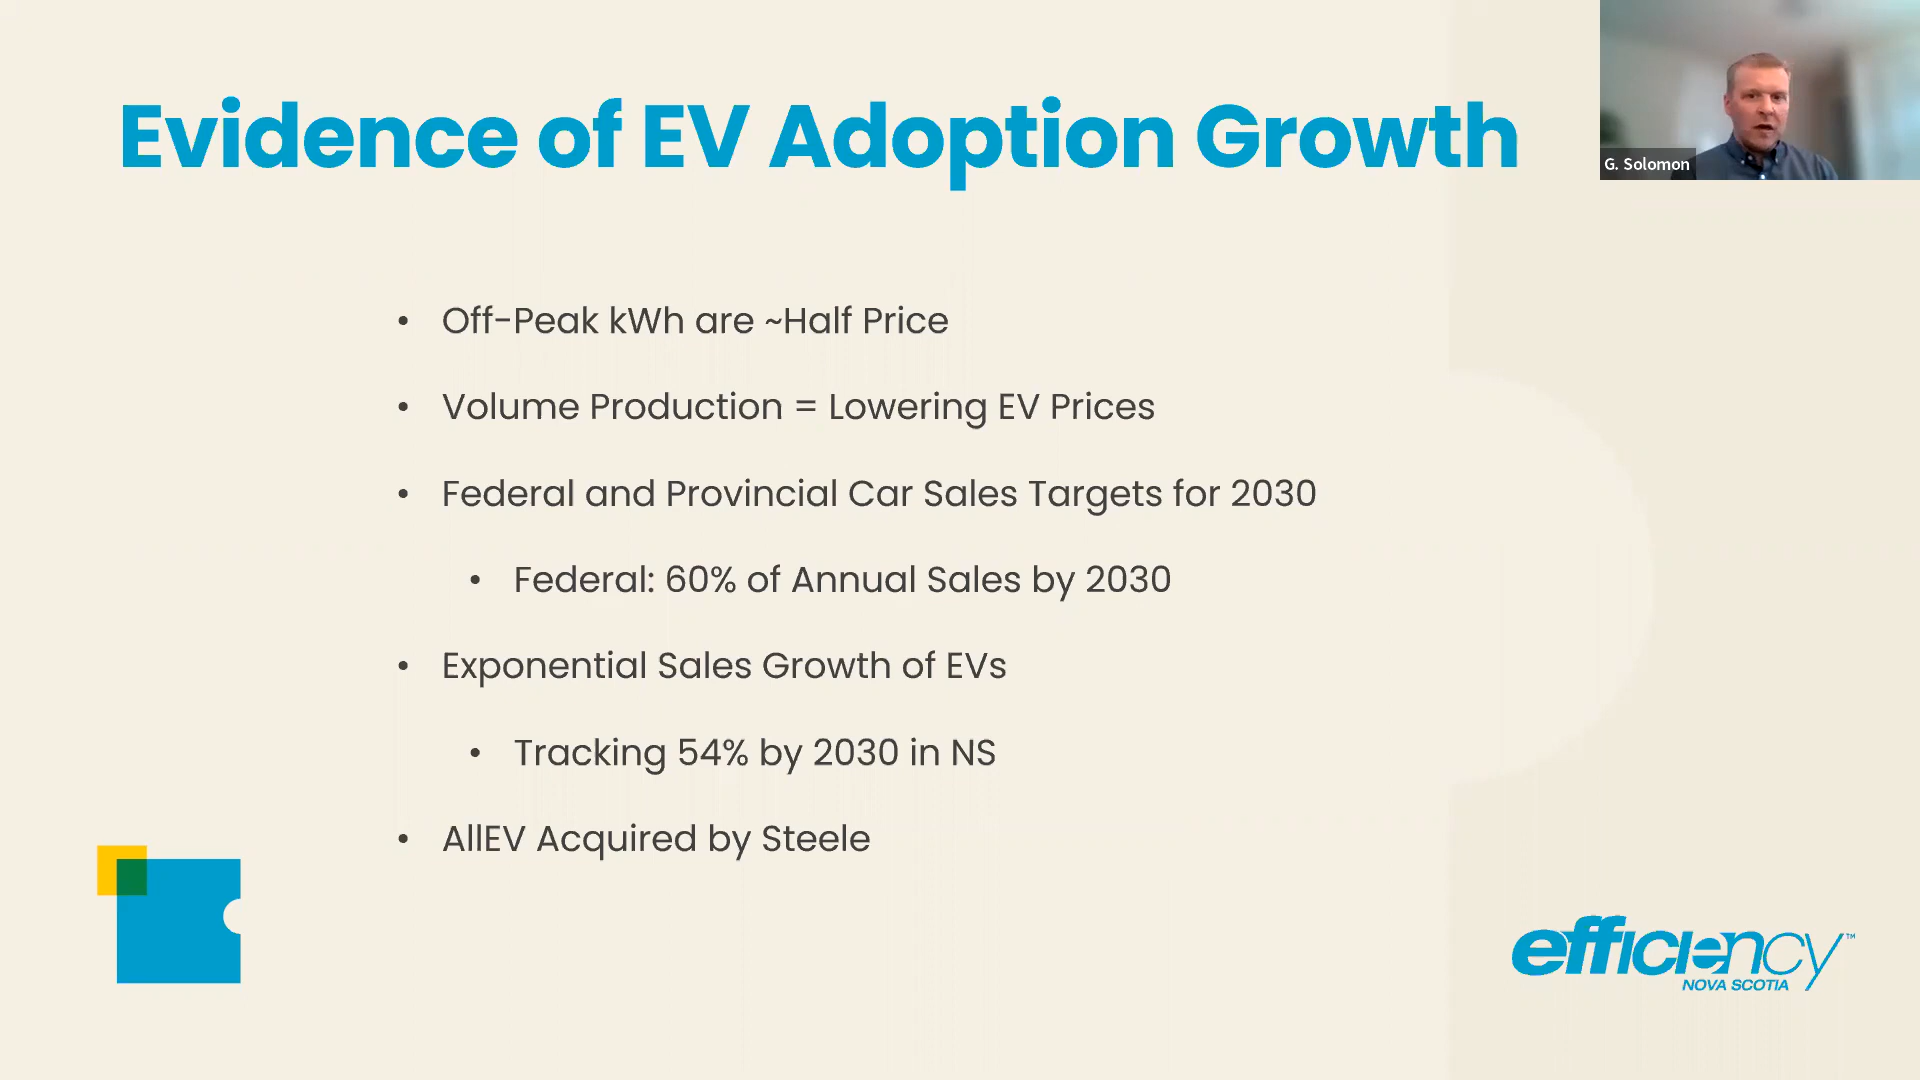 Evidence of EV Adoption Growth
G. Solomon
• Off-Peak kWh are ~Half Price
• Volume Production = Lowering EV Prices
• Federal and Provincial Car Sales Targets for 2030
• Federal: 60% of Annual Sales by 2030
• Exponential Sales Growth of EVs
• Tracking 54% by 2030 in NS
• AllEV Acquired by Steele
efficiency™
NOVA SCOTIA